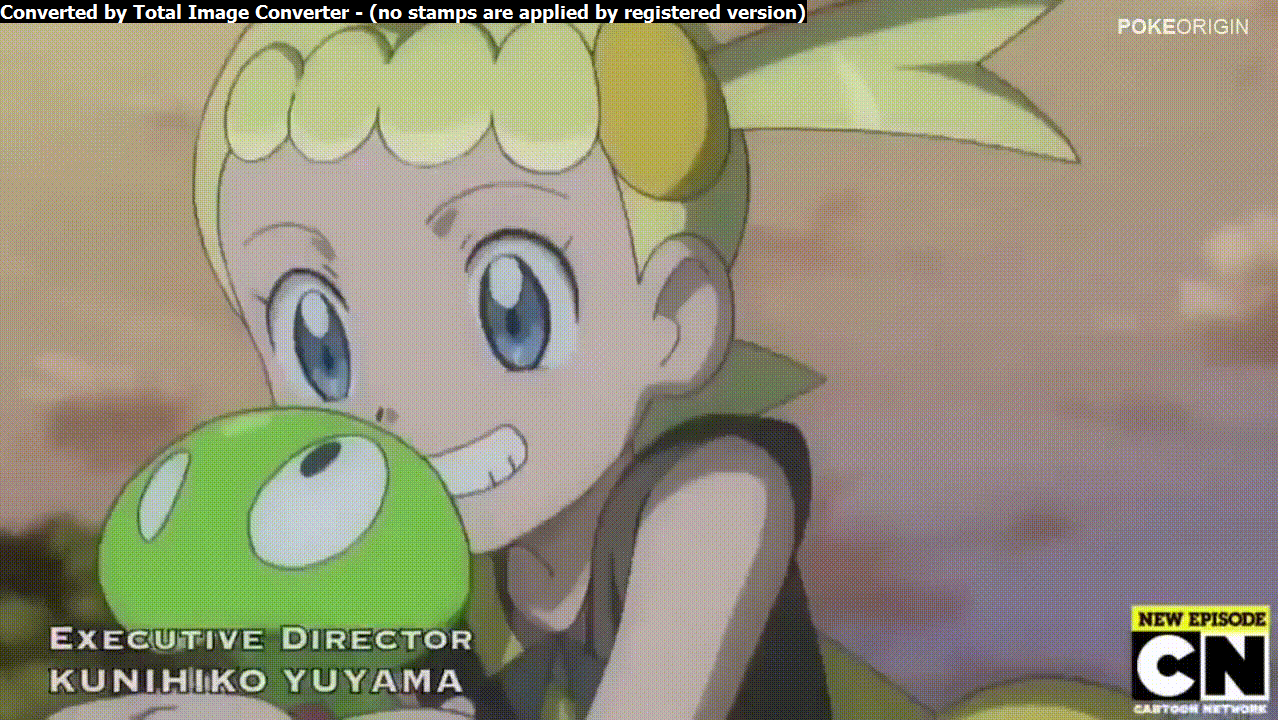 Converted by Total Image Converter - (no stamps are applied by registered version)
POKEORIGIN
EXECUTIVE DIRECTOR
KUNIHIKO YUYAMA
NEW EPISODE
CN
CARTOON NETWORK